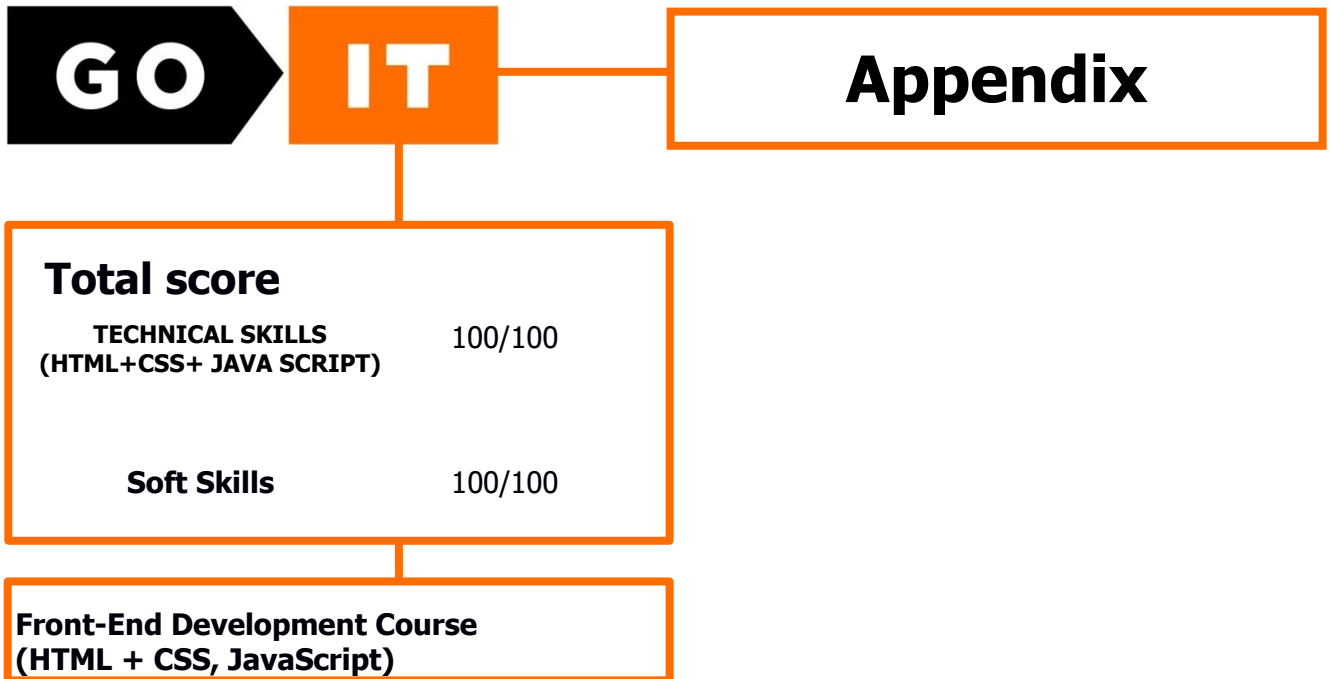 GO IT
Appendix
Total score
TECHNICAL SKILLS 100/100
(HTML+CSS+ JAVA SCRIPT)
Soft Skills 100/100
Front-End Development Course
(HTML + CSS, JavaScript)